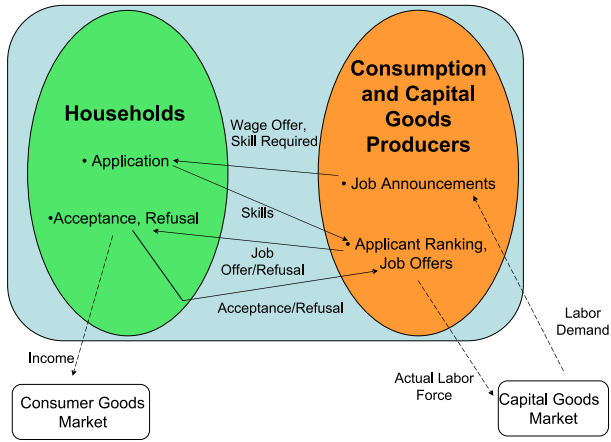 Households
• Application
•Acceptance, Refusal
Wage Offer,
Skill Required
Skills
Job
Offer/Refusal
Acceptance/Refusal
Consumption
and Capital
Goods
Producers
• Job Announcements
• Applicant Ranking,
Job Offers
Income
Actual Labor
Force
Labor
Demand
Consumer Goods
Market
Capital Goods
Market